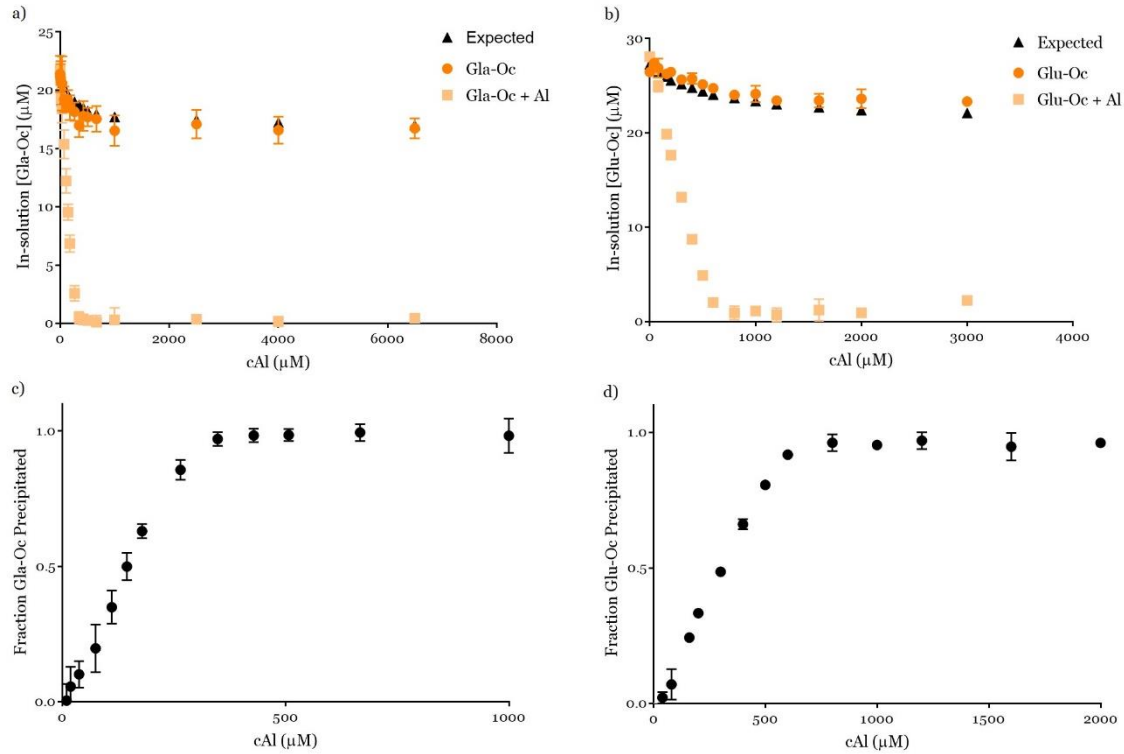 a)
Expected
Gla-Oc
Gla-Oc + Al
In-solution [Gla-Oc] (µM)
25
20
15
10
5
0
0 2000 4000 6000 8000
cAl (µM)
b)
Expected
Glu-Oc
Glu-Oc + Al
In-solution [Glu-Oc] (µM)
30
20
10
0
0 1000 2000 3000 4000
cAl (µM)
c)
Fraction Gla-Oc Precipitated
1.0
0.5
0.0
0 500 1000
cAl (µM)
d)
Fraction Glu-Oc Precipitated
1.0
0.5
0.0
0 500 1000 1500 2000
cAl (µM)